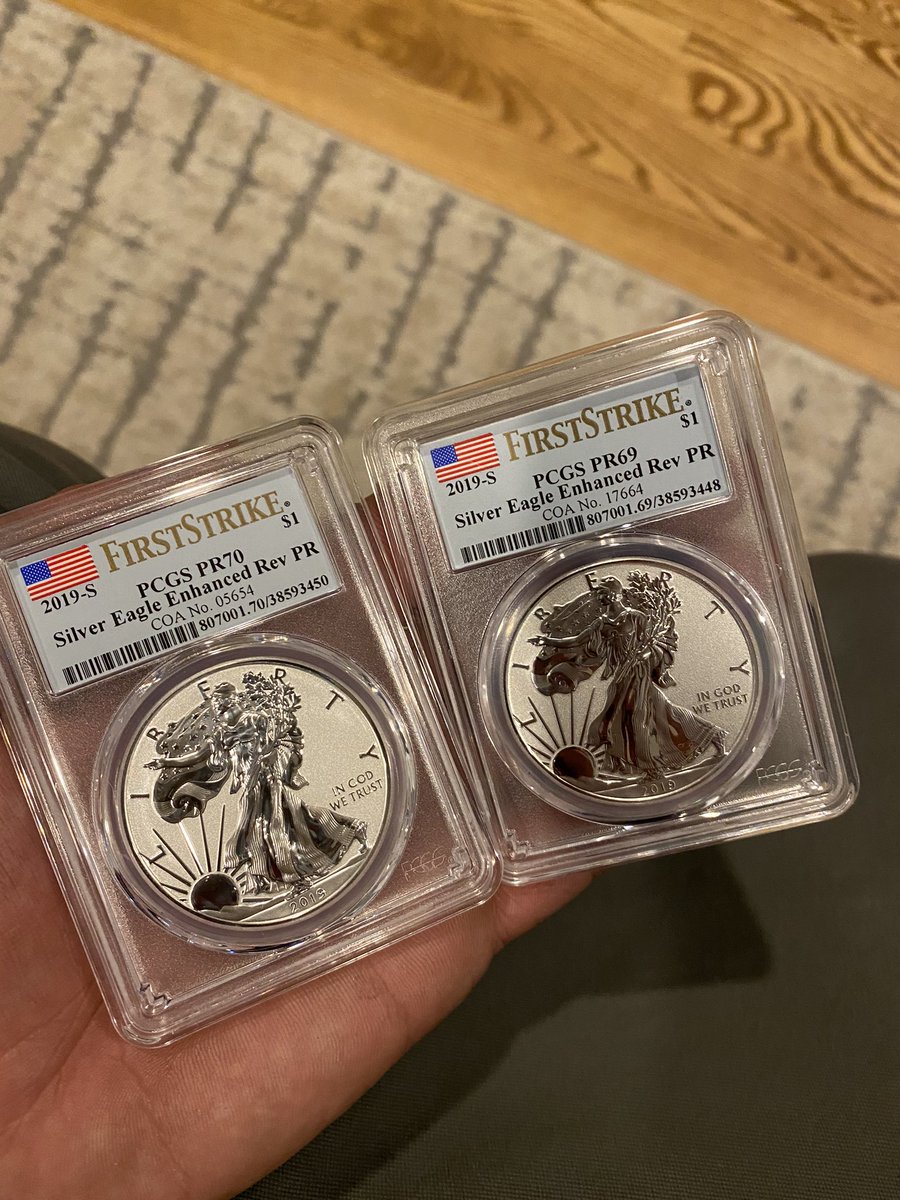 FIRSTSTRIKE®
2019-S
$1
PCGS PR70
Silver Eagle Enhanced Rev PR
COA No. 05654
807001.70/38593450
LIBERTY
IN GOD
WE TRUST
2019
PCGS
FIRSTSTRIKE®
2019-S
$1
PCGS PR69
Silver Eagle Enhanced Rev PR
COA No. 17664
807001.69/38593448
LIBERTY
IN GOD
WE TRUST
2019
PCGS